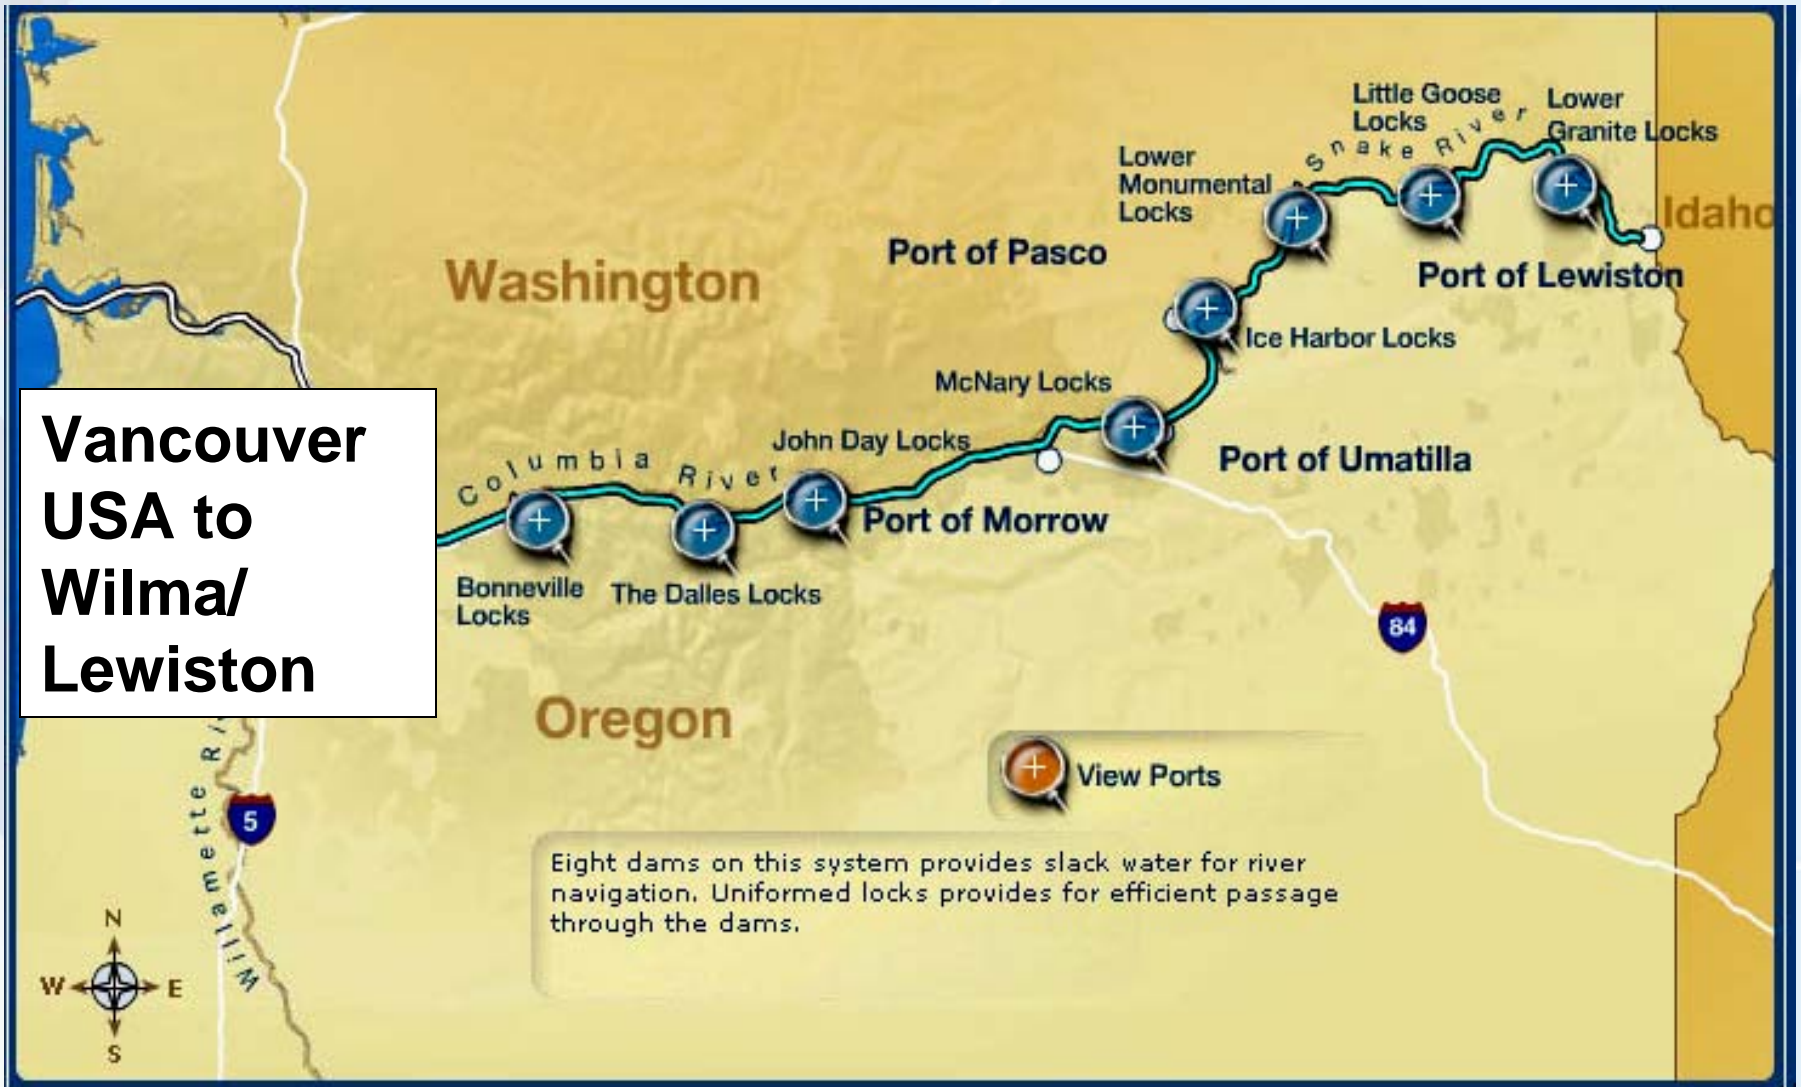 Little Goose
Locks
Lower
Granite Locks
Snake River
Lower
Monumental
Locks
Idaho
Port of Pasco
Washington
Port of Lewiston
Ice Harbor Locks
McNary Locks
Vancouver
USA to
Wilma/
Lewiston
John Day Locks
Columbia River
Port of Umatilla
Port of Morrow
Bonneville
Locks
The Dalles Locks
84
Oregon
View Ports
Willamette Ri
5
Eight dams on this system provides slack water for river
navigation. Uniformed locks provides for efficient passage
through the dams.
N
W E
S